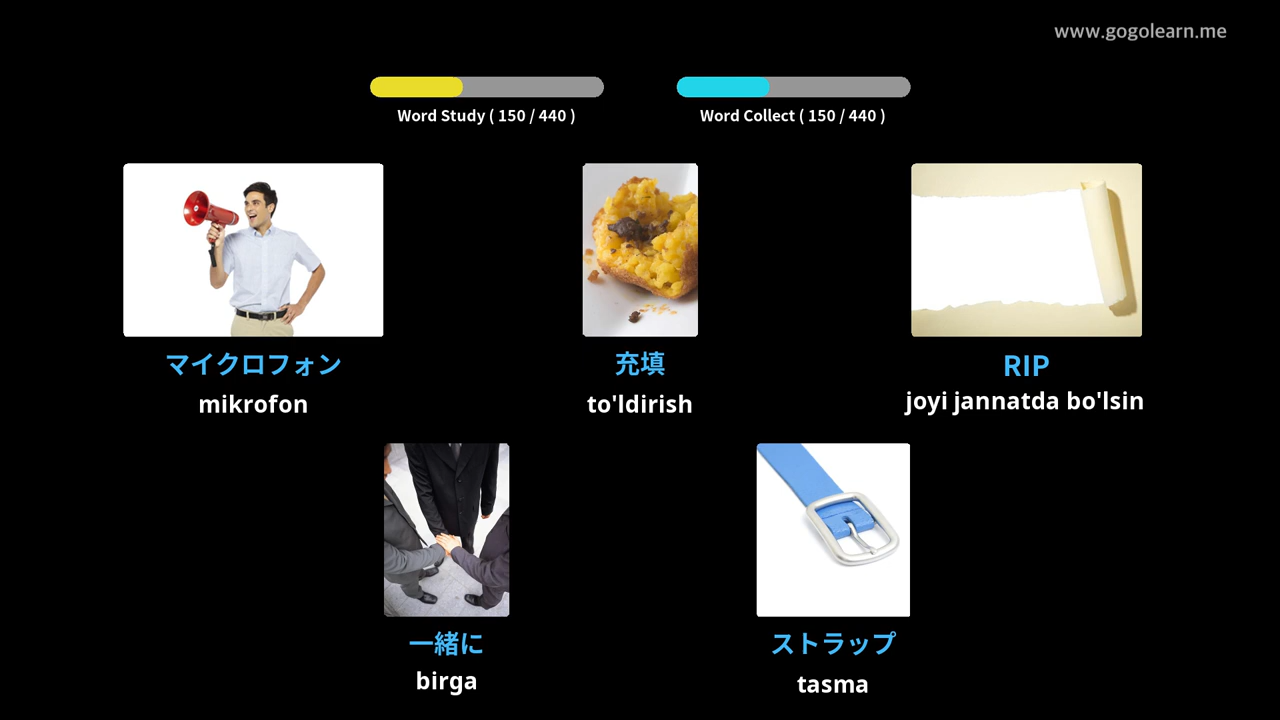 www.gogolearn.me
Word Study ( 150 / 440 )
Word Collect ( 150 / 440 )
マイクロフォン
mikrofon
充填
to'ldirish
RIP
joyi jannatda bo'lsin
一緒に
birga
ストラップ
tasma